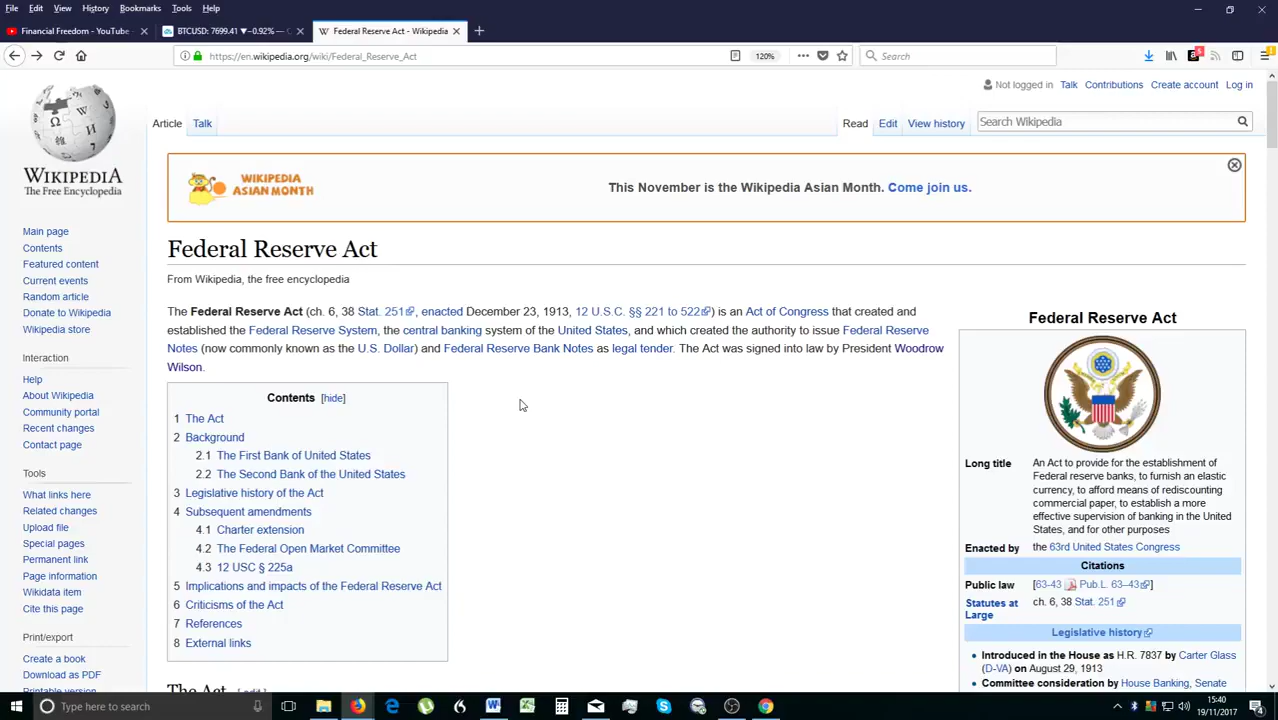 File Edit View History Bookmarks Tools Help
Financial Freedom - YouTube
BTCUSD: 7699.41 ▼−0.92% —
Federal Reserve Act - Wikipedia
https://en.wikipedia.org/wiki/Federal_Reserve_Act
120%
Search
Not logged in Talk Contributions Create account Log in
Article Talk
Read Edit View history
Search Wikipedia
WIKIPEDIA
The Free Encyclopedia
WIKIPEDIA
ASIAN MONTH
This November is the Wikipedia Asian Month. Come join us.
Main page
Contents
Featured content
Current events
Random article
Donate to Wikipedia
Wikipedia store
Interaction
Help
About Wikipedia
Community portal
Recent changes
Contact page
Tools
What links here
Related changes
Upload file
Special pages
Permanent link
Page information
Wikidata item
Cite this page
Print/export
Create a book
Download as PDF
Printable version
Federal Reserve Act
From Wikipedia, the free encyclopedia
The Federal Reserve Act (ch. 6, 38 Stat. 251, enacted December 23, 1913, 12 U.S.C. §§ 221 to 522) is an Act of Congress that created and
established the Federal Reserve System, the central banking system of the United States, and which created the authority to issue Federal Reserve
Notes (now commonly known as the U.S. Dollar) and Federal Reserve Bank Notes as legal tender. The Act was signed into law by President Woodrow
Wilson.
Contents [hide]
1 The Act
2 Background
2.1 The First Bank of United States
2.2 The Second Bank of the United States
3 Legislative history of the Act
4 Subsequent amendments
4.1 Charter extension
4.2 The Federal Open Market Committee
4.3 12 USC § 225a
5 Implications and impacts of the Federal Reserve Act
6 Criticisms of the Act
7 References
8 External links
The Act [edit]
Federal Reserve Act
Long title An Act to provide for the establishment of
Federal reserve banks, to furnish an elastic
currency, to afford means of rediscounting
commercial paper, to establish a more
effective supervision of banking in the United
States, and for other purposes
Enacted by the 63rd United States Congress
Citations
Public law [63-43 Pub.L. 63–43]
Statutes at Large ch. 6, 38 Stat. 251
Legislative history
Introduced in the House as H.R. 7837 by Carter Glass
(D-VA) on August 29, 1913
Committee consideration by House Banking, Senate
Type here to search
15:40
19/11/2017